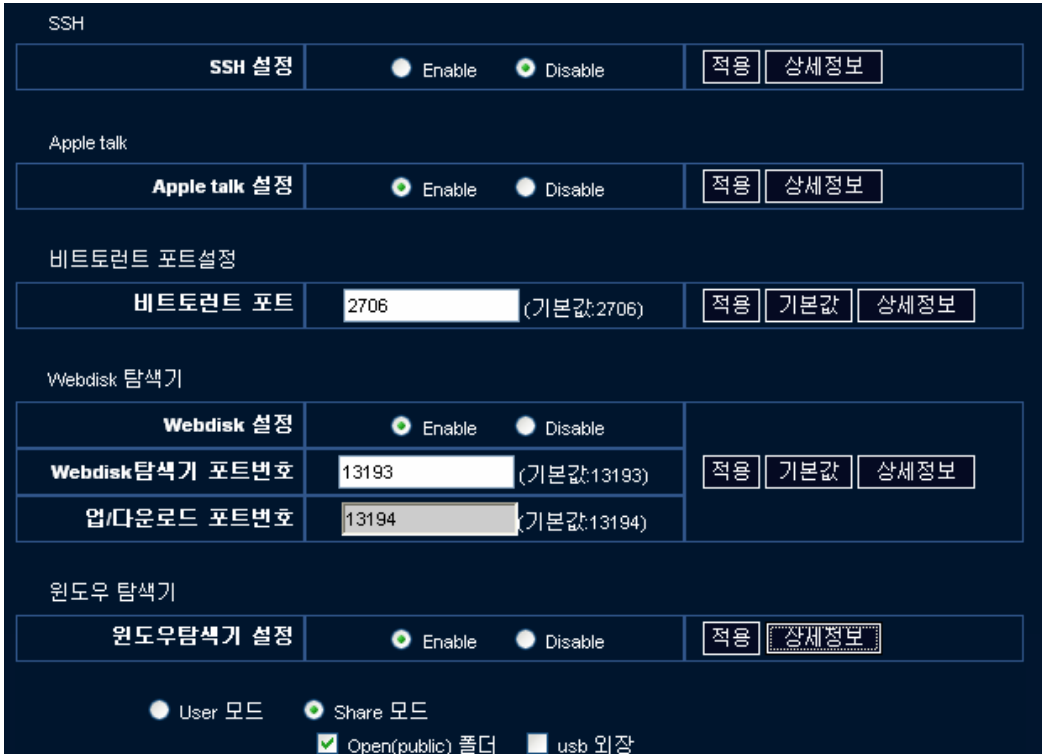 SSH
SSH 설정 Enable Disable 적용 상세정보
Apple talk
Apple talk 설정 Enable Disable 적용 상세정보
비트토런트 포트설정
비트토런트 포트 2706 (기본값:2706) 적용 기본값 상세정보
Webdisk 탐색기
Webdisk 설정 Enable Disable
Webdisk탐색기 포트번호 13193 (기본값:13193) 적용 기본값 상세정보
업/다운로드 포트번호 13194 (기본값:13194)
윈도우 탐색기
윈도우탐색기 설정 Enable Disable 적용 상세정보
User 모드 Share 모드
Open(public) 폴더 usb 외장